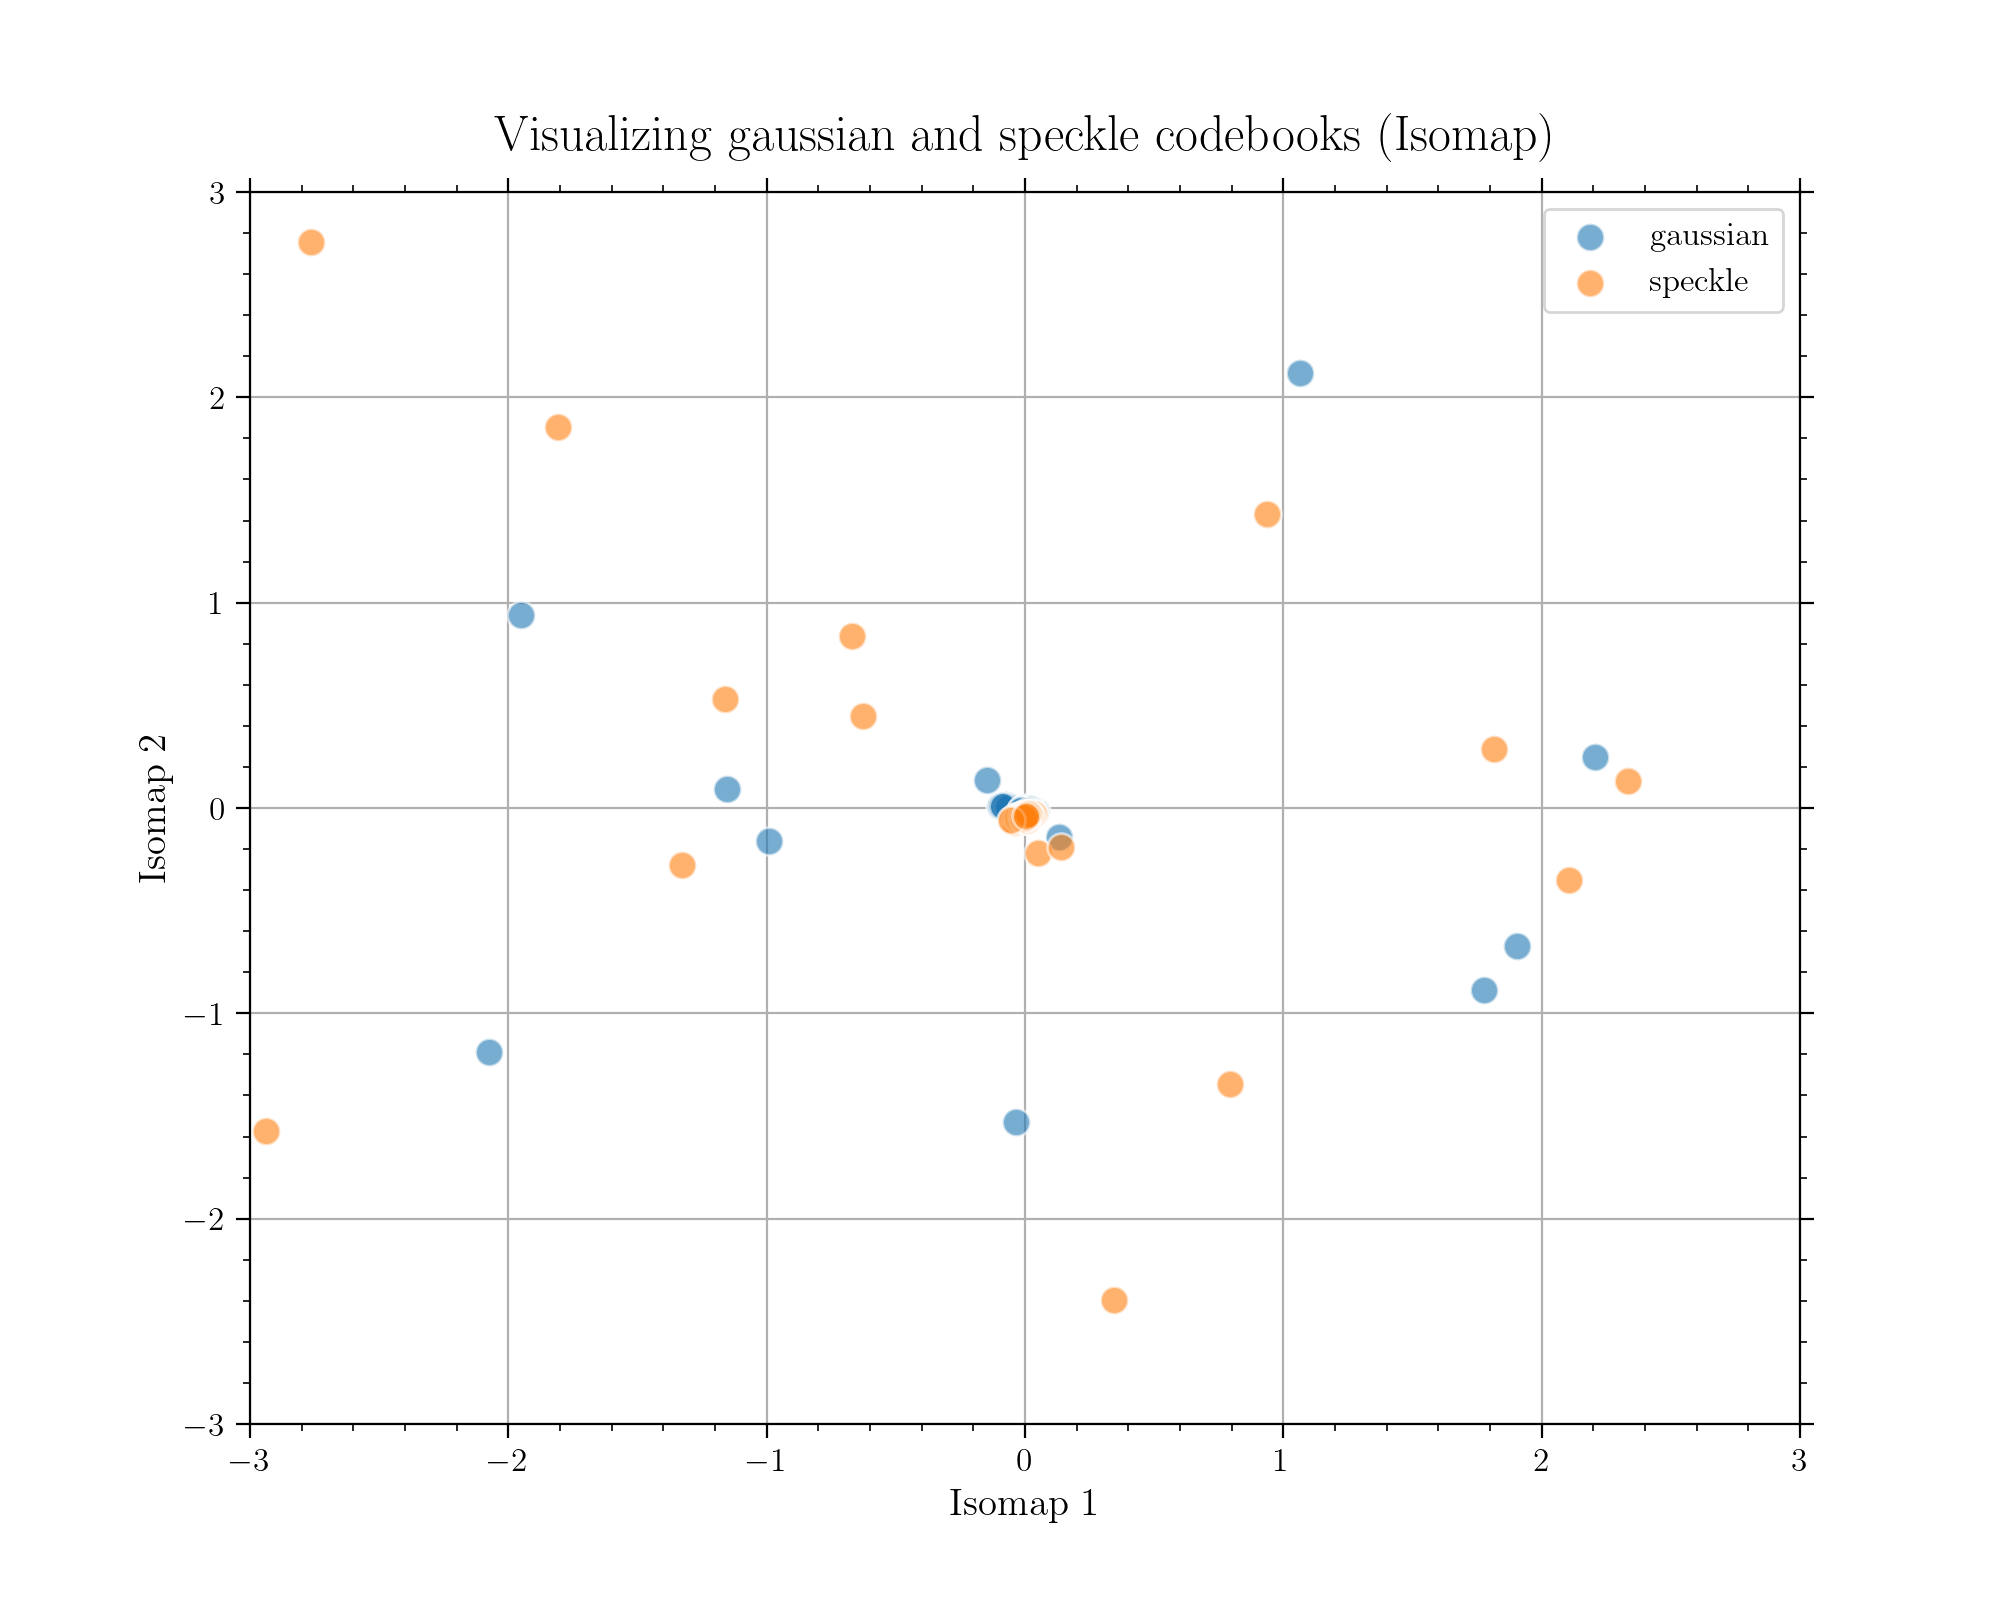 Visualizing gaussian and speckle codebooks (Isomap)
gaussian
speckle
3
2
1
0
−1
−2
−3
Isomap 2
−3
−2
−1
0
1
2
3
Isomap 1